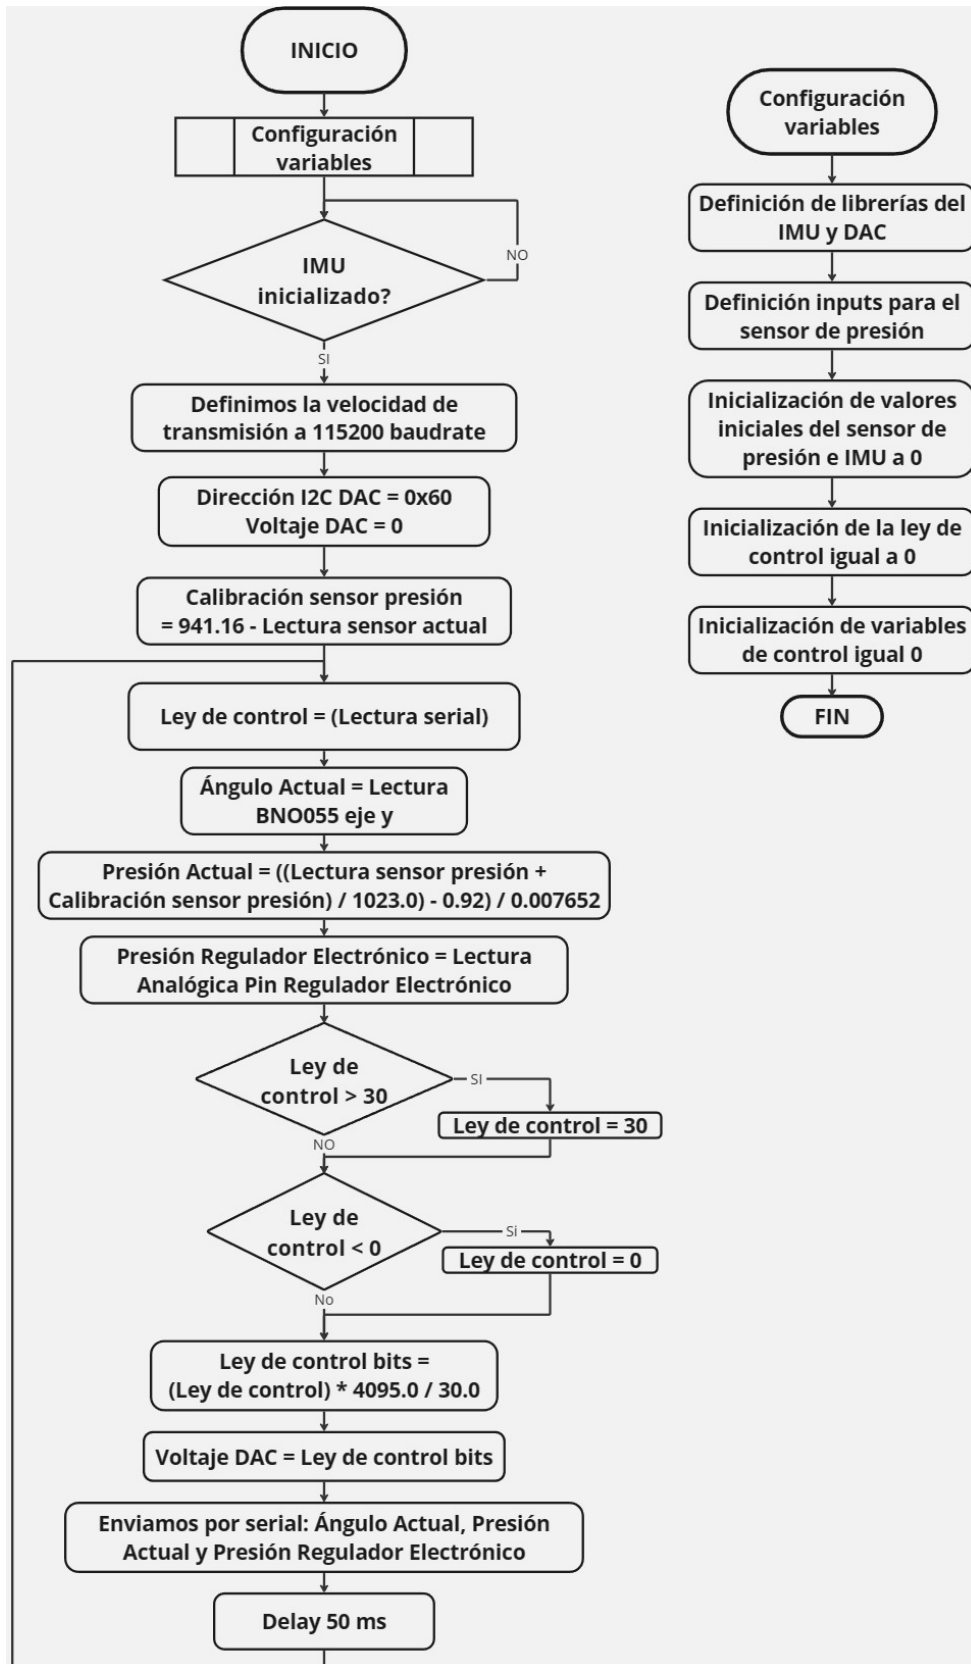 INICIO
Configuración
variables
IMU
inicializado?
NO
SI
Definimos la velocidad de
transmisión a 115200 baudrate
Dirección I2C DAC = 0x60
Voltaje DAC = 0
Calibración sensor presión
= 941.16 - Lectura sensor actual
Ley de control = (Lectura serial)
Ángulo Actual = Lectura
BNO055 eje y
Presión Actual = ((Lectura sensor presión +
Calibración sensor presión) / 1023.0) - 0.92) / 0.007652
Presión Regulador Electrónico = Lectura
Analógica Pin Regulador Electrónico
Ley de
control > 30
SI
Ley de control = 30
NO
Ley de
control < 0
Si
Ley de control = 0
No
Ley de control bits =
(Ley de control) * 4095.0 / 30.0
Voltaje DAC = Ley de control bits
Enviamos por serial: Ángulo Actual, Presión
Actual y Presión Regulador Electrónico
Delay 50 ms
Configuración
variables
Definición de librerías del
IMU y DAC
Definición inputs para el
sensor de presión
Inicialización de valores
iniciales del sensor de
presión e IMU a 0
Inicialización de la ley de
control igual a 0
Inicialización de variables
de control igual 0
FIN